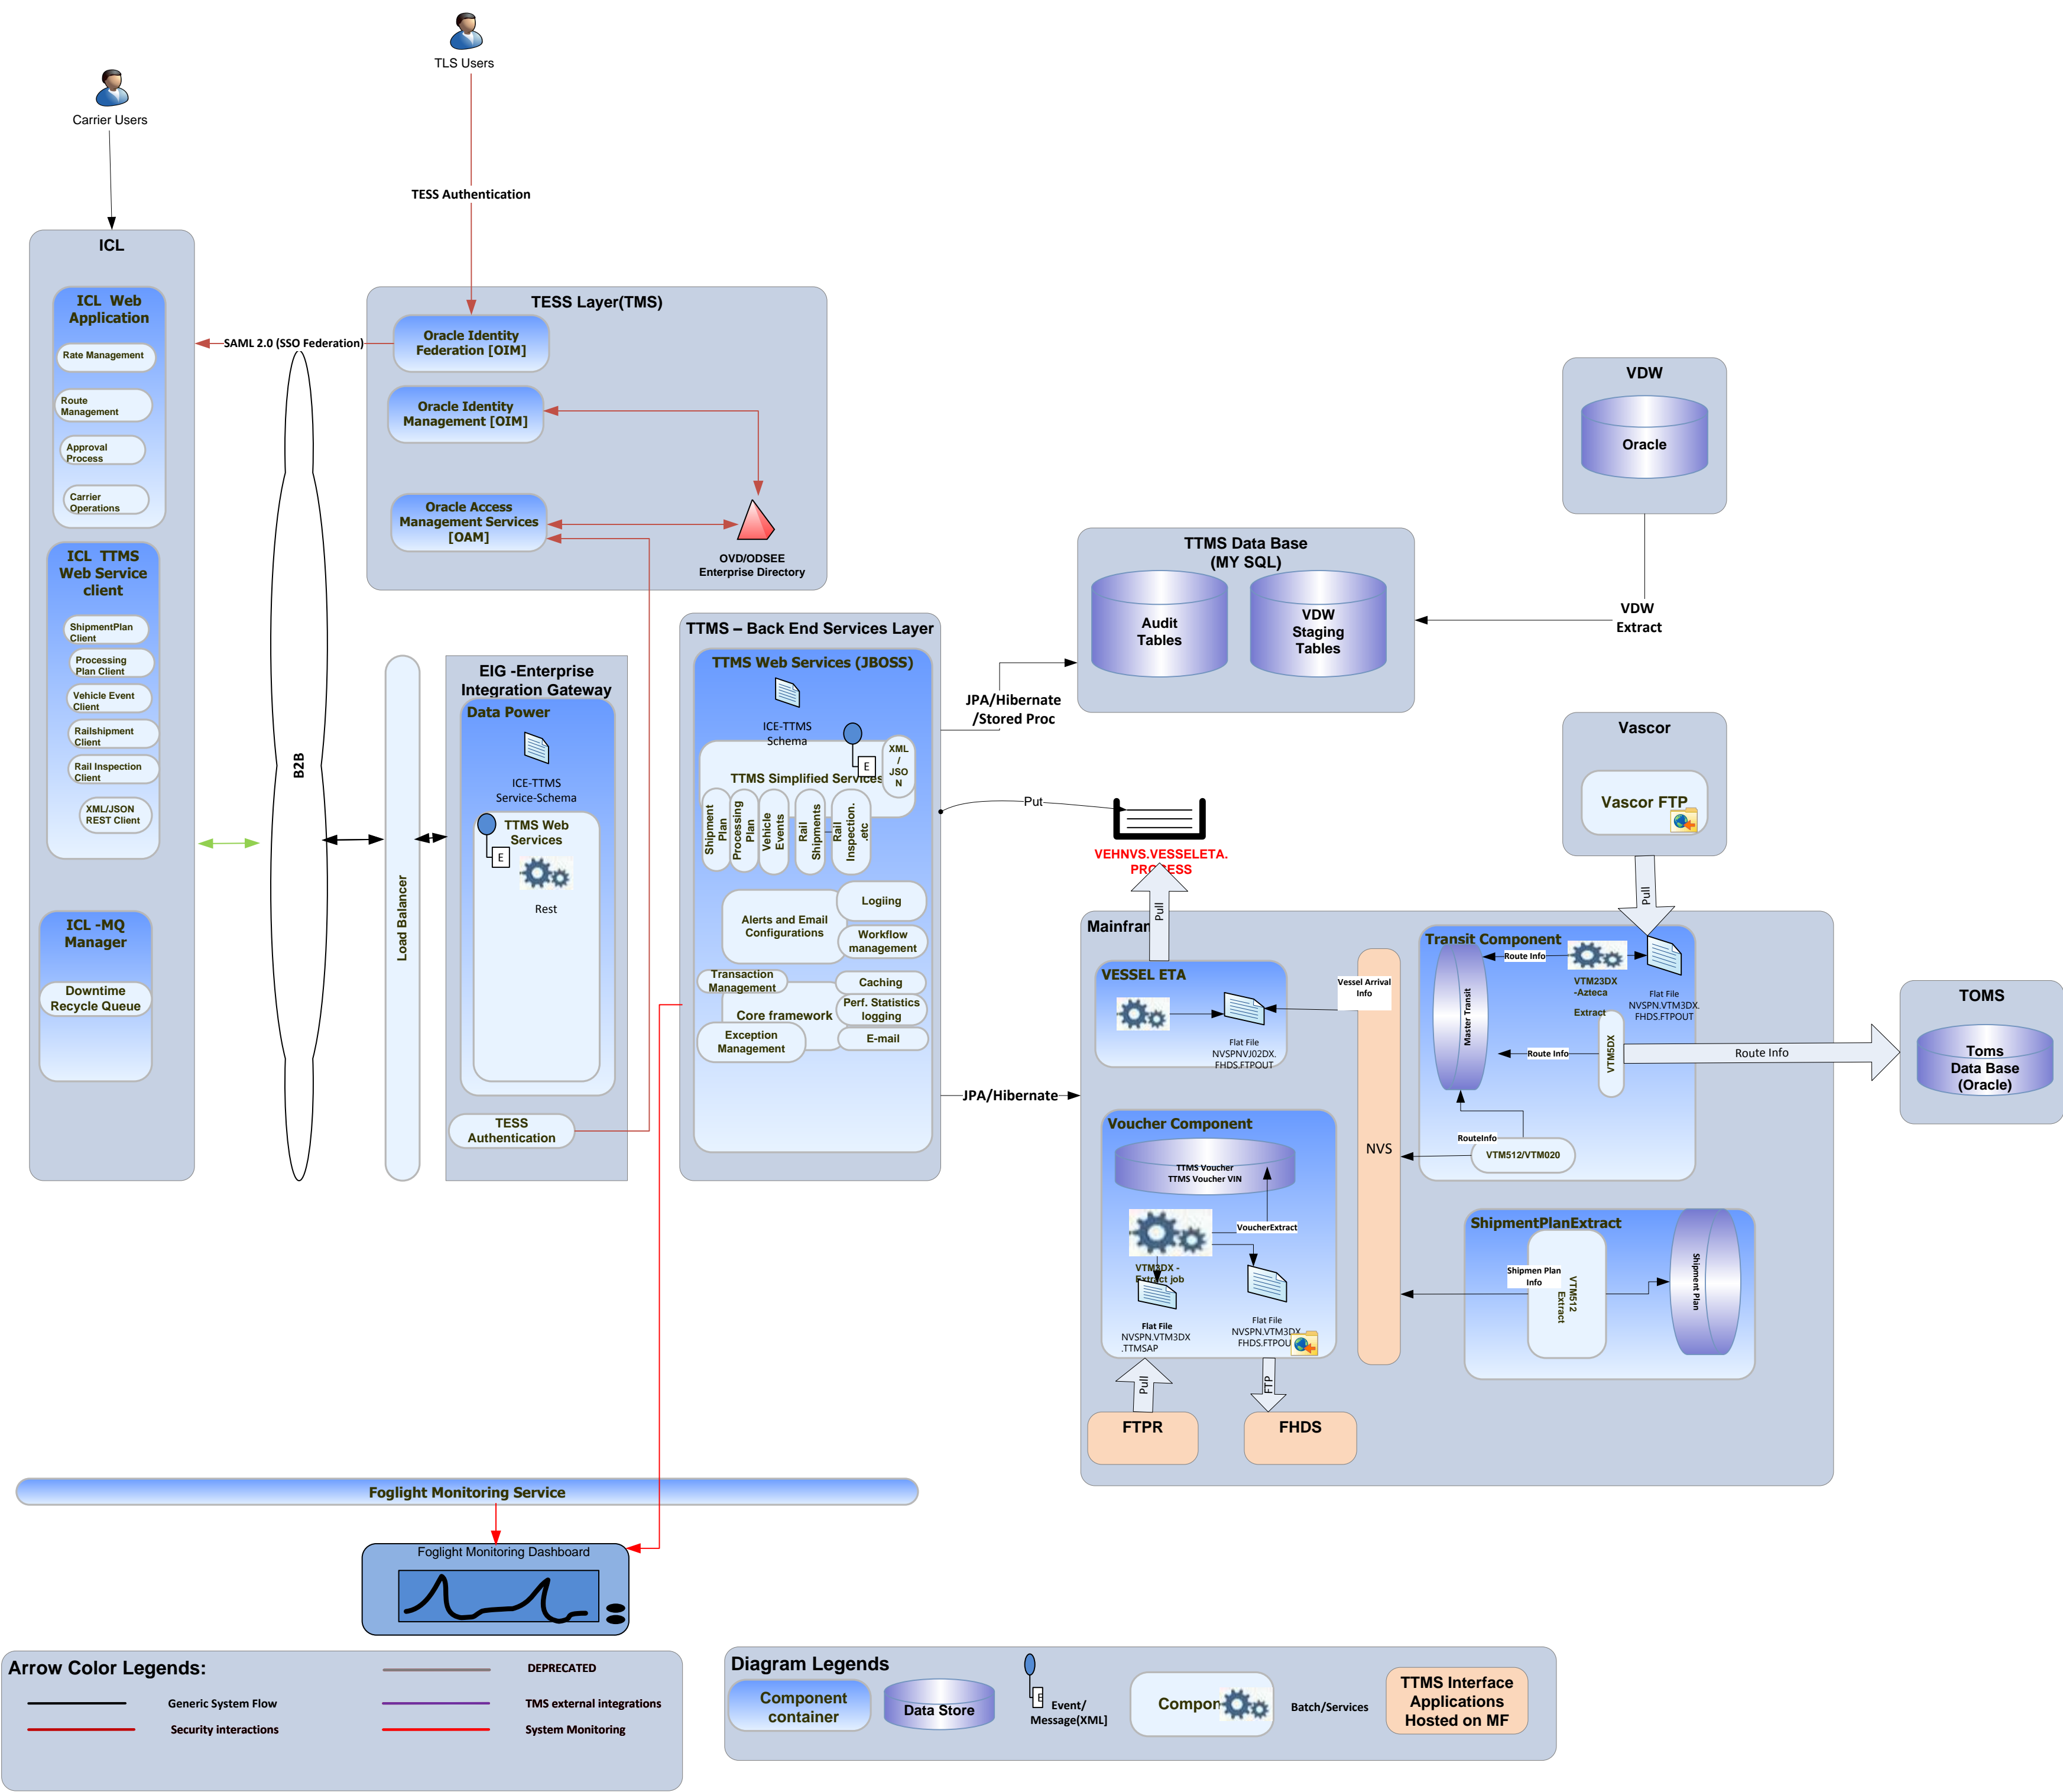 TLS Users
Carrier Users
TESS Authentication
ICL
ICL Web
Application
Rate Management
Route
Management
Approval
Process
Carrier
Operations
ICL TTMS
Web Service
client
ShipmentPlan
Client
Processing
Plan Client
Vehicle Event
Client
Railshipment
Client
Rail Inspection
Client
XML/JSON
REST Client
ICL -MQ
Manager
Downtime
Recycle Queue
SAML 2.0 (SSO Federation)
B2B
Load Balancer
TESS Layer(TMS)
Oracle Identity
Federation [OIM]
Oracle Identity
Management [OIM]
Oracle Access
Management Services
[OAM]
OVD/ODSEE
Enterprise Directory
EIG -Enterprise
Integration Gateway
Data Power
ICE-TTMS
Service-Schema
TTMS Web
Services
E
Rest
TESS
Authentication
TTMS – Back End Services Layer
TTMS Web Services (JBOSS)
ICE-TTMS
Schema
E
XML
/
JSO
N
TTMS Simplified Services
Shipment
Plan
Processing
Plan
Vehicle
Events
Rail
Shipments
Rail
Inspection.
.etc
Alerts and Email
Configurations
Logiing
Workflow
management
Transaction
Management
Caching
Core framework
Perf. Statistics
logging
Exception
Management
E-mail
JPA/Hibernate
/Stored Proc
Put
JPA/Hibernate
TTMS Data Base
(MY SQL)
Audit
Tables
VDW
Staging
Tables
VDW
Oracle
VDW
Extract
Vascor
Vascor FTP
Pull
VEHNVS.VESSELETA.
PROCESS
Pull
Mainfran
VESSEL ETA
Flat File
NVSPNVJ02DX.
FHDS.FTPOUT
Vessel Arrival
Info
NVS
Voucher Component
TTMS Voucher
TTMS Voucher VIN
VoucherExtract
VTM3DX -
Extract job
Flat File
NVSPN.VTM3DX
.TTMSAP
Flat File
NVSPN.VTM3DX.
FHDS.FTPOU
Pull
FTP
FTPR
FHDS
Transit Component
Master Transit
Route Info
VTM23DX
-Azteca
Extract
Flat File
NVSPN.VTM3DX.
FHDS.FTPOUT
Route Info
VTM5DX
Route Info
RouteInfo
VTM512/VTM020
ShipmentPlanExtract
Shipmen Plan
Info
VTM512
Extract
Shipment Plan
TOMS
Toms
Data Base
(Oracle)
Foglight Monitoring Service
Foglight Monitoring Dashboard
Arrow Color Legends:
DEPRECATED
Generic System Flow
TMS external integrations
Security interactions
System Monitoring
Diagram Legends
Component
container
Data Store
E
Event/
Message(XML]
Compon
Batch/Services
TTMS Interface
Applications
Hosted on MF